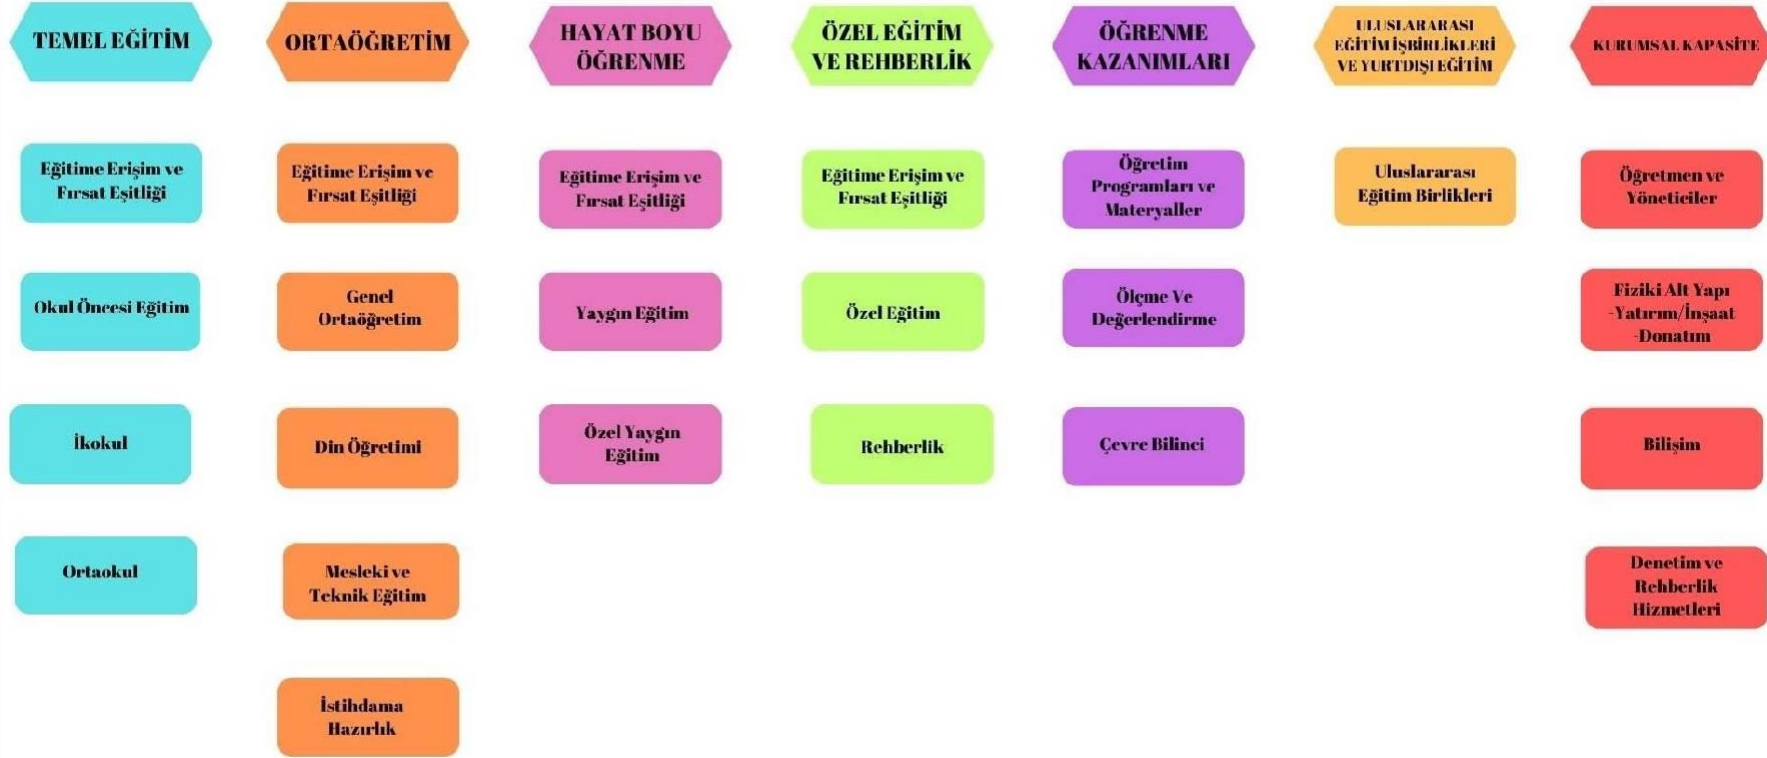 TEMEL EĞİTİM
ORTAÖĞRETİM
HAYAT BOYU
ÖĞRENME
ÖZEL EĞİTİM
VE REHBERLİK
ÖĞRENME
KAZANIMLARI
ULUSLARARASI
EĞİTİM İŞBİRLİKLERİ
VE YURTDIŞI EĞİTİM
KURUMSAL KAPASİTE
Eğitime Erişim ve
Fırsat Eşitliği
Eğitime Erişim ve
Fırsat Eşitliği
Eğitime Erişim ve
Fırsat Eşitliği
Eğitime Erişim ve
Fırsat Eşitliği
Öğretim
Programları ve
Materyaller
Uluslararası
Eğitim Birlikleri
Öğretmen ve
Yöneticiler
Okul Öncesi Eğitim
Genel
Ortaöğretim
Yaygın Eğitim
Özel Eğitim
Ölçme Ve
Değerlendirme
Fiziki Alt Yapı
-Yatırım/İnşaat
-Donatım
İkokul
Din Öğretimi
Özel Yaygın
Eğitim
Rehberlik
Çevre Bilinci
Bilişim
Ortaokul
Mesleki ve
Teknik Eğitim
Denetim ve
Rehberlik
Hizmetleri
İstihdama
Hazırlık